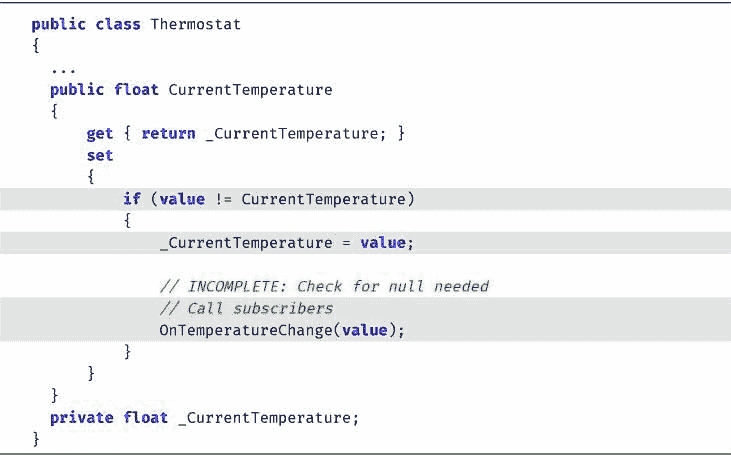 public class Thermostat
{
...
public float CurrentTemperature
{
get { return _CurrentTemperature; }
set
{
if (value != CurrentTemperature)
{
_CurrentTemperature = value;
// INCOMPLETE: Check for null needed
// Call subscribers
OnTemperatureChange(value);
}
}
}
private float _CurrentTemperature;
}